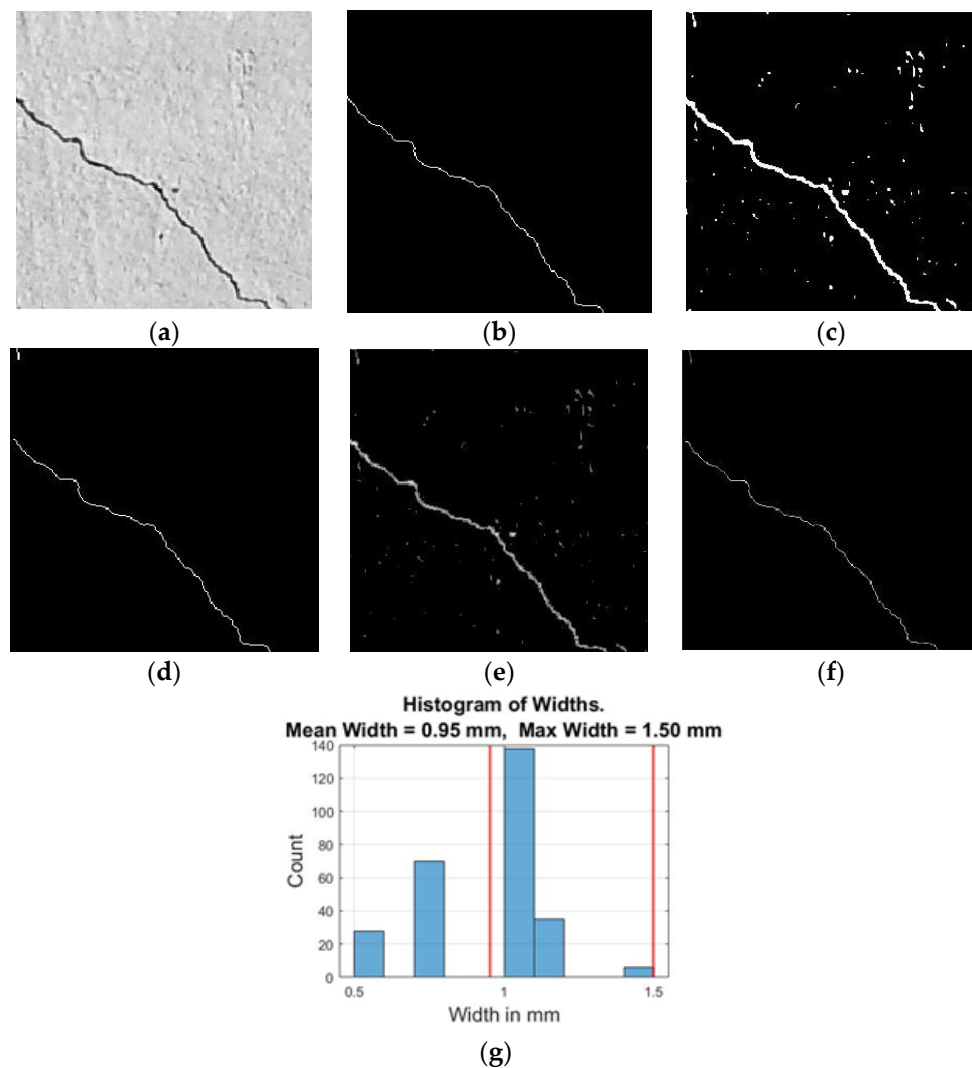 (a)
(b)
(c)
(d)
(e)
(f)
Histogram of Widths.
Mean Width = 0.95 mm, Max Width = 1.50 mm
140
120
100
80
60
40
20
0
Count
0.5
1
1.5
Width in mm
(g)